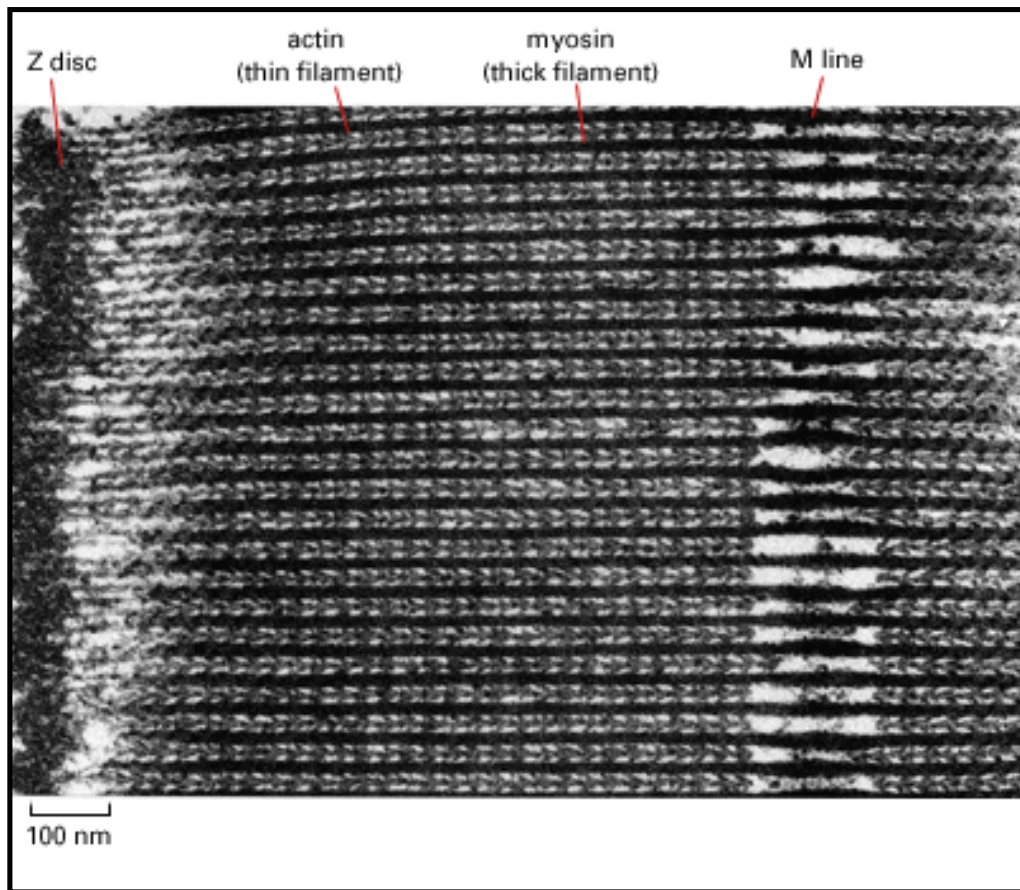 Z disc
actin
(thin filament)
myosin
(thick filament)
M line
100 nm